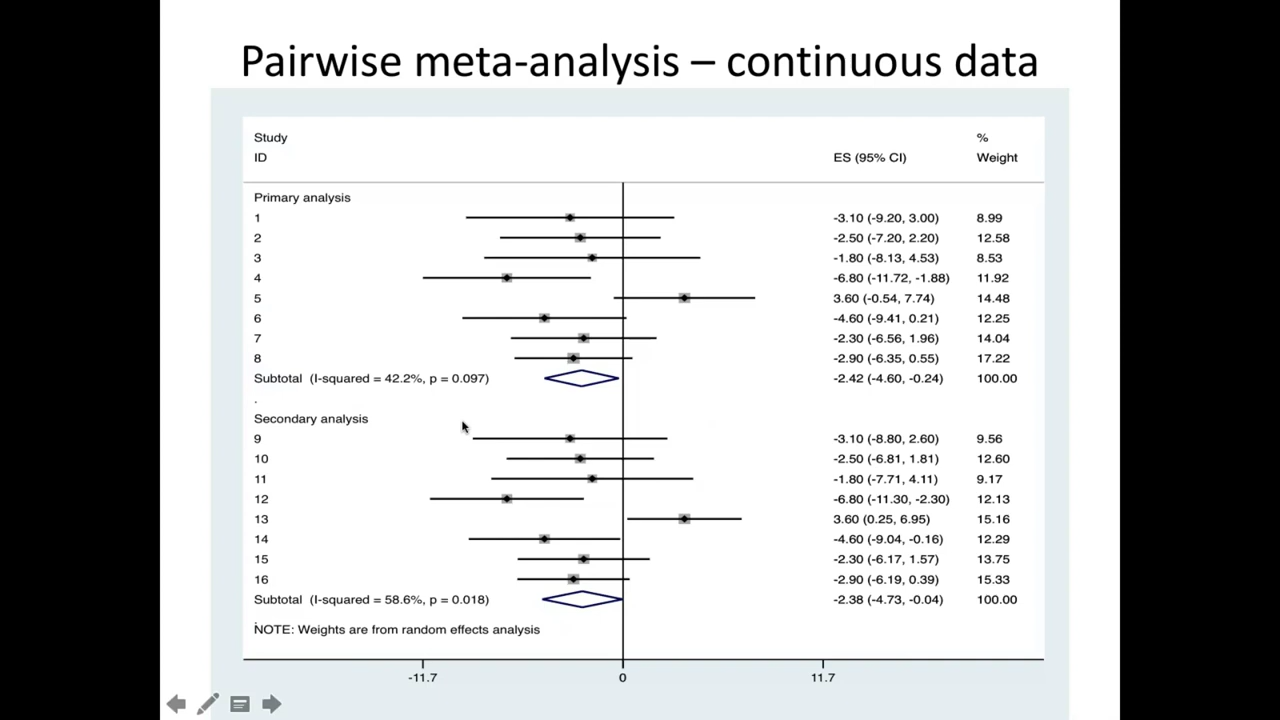 Pairwise meta-analysis – continuous data
Study %
ID ES (95% CI) Weight
Primary analysis
1 -3.10 (-9.20, 3.00) 8.99
2 -2.50 (-7.20, 2.20) 12.58
3 -1.80 (-8.13, 4.53) 8.53
4 -6.80 (-11.72, -1.88) 11.92
5 3.60 (-0.54, 7.74) 14.48
6 -4.60 (-9.41, 0.21) 12.25
7 -2.30 (-6.56, 1.96) 14.04
8 -2.90 (-6.35, 0.55) 17.22
Subtotal (I-squared = 42.2%, p = 0.097) -2.42 (-4.60, -0.24) 100.00
.
Secondary analysis
9 -3.10 (-8.80, 2.60) 9.56
10 -2.50 (-6.81, 1.81) 12.60
11 -1.80 (-7.71, 4.11) 9.17
12 -6.80 (-11.30, -2.30) 12.13
13 3.60 (0.25, 6.95) 15.16
14 -4.60 (-9.04, -0.16) 12.29
15 -2.30 (-6.17, 1.57) 13.75
16 -2.90 (-6.19, 0.39) 15.33
Subtotal (I-squared = 58.6%, p = 0.018) -2.38 (-4.73, -0.04) 100.00
.
NOTE: Weights are from random effects analysis
-11.7 0 11.7